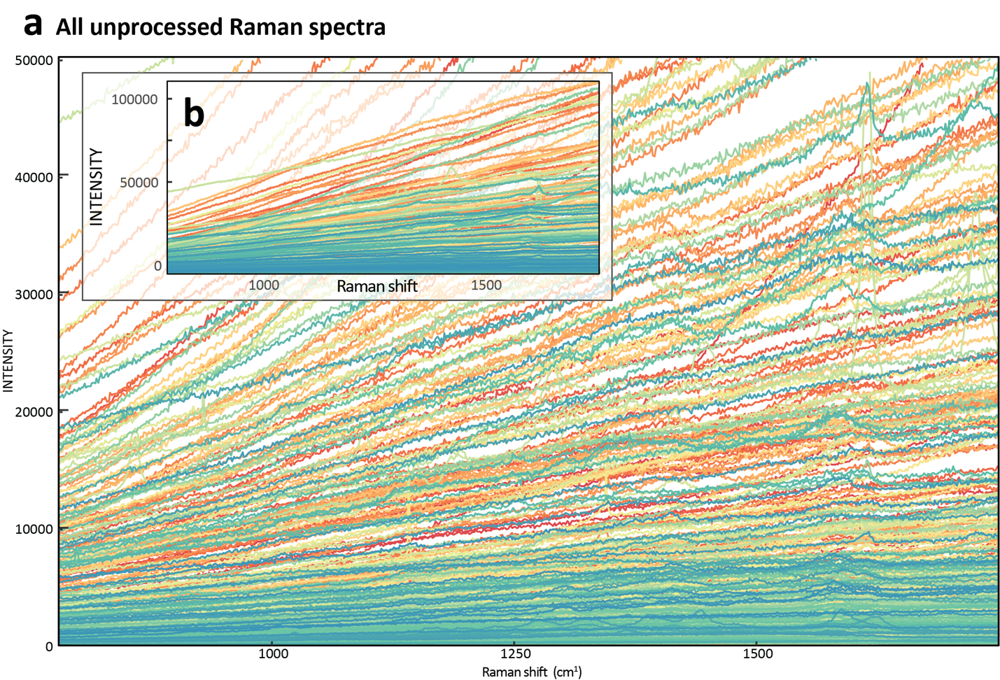 a All unprocessed Raman spectra
50000
40000
30000
20000
10000
0
INTENSITY
1000 1250 1500
Raman shift (cm¹)
b
100000
50000
0
INTENSITY
1000 Raman shift 1500